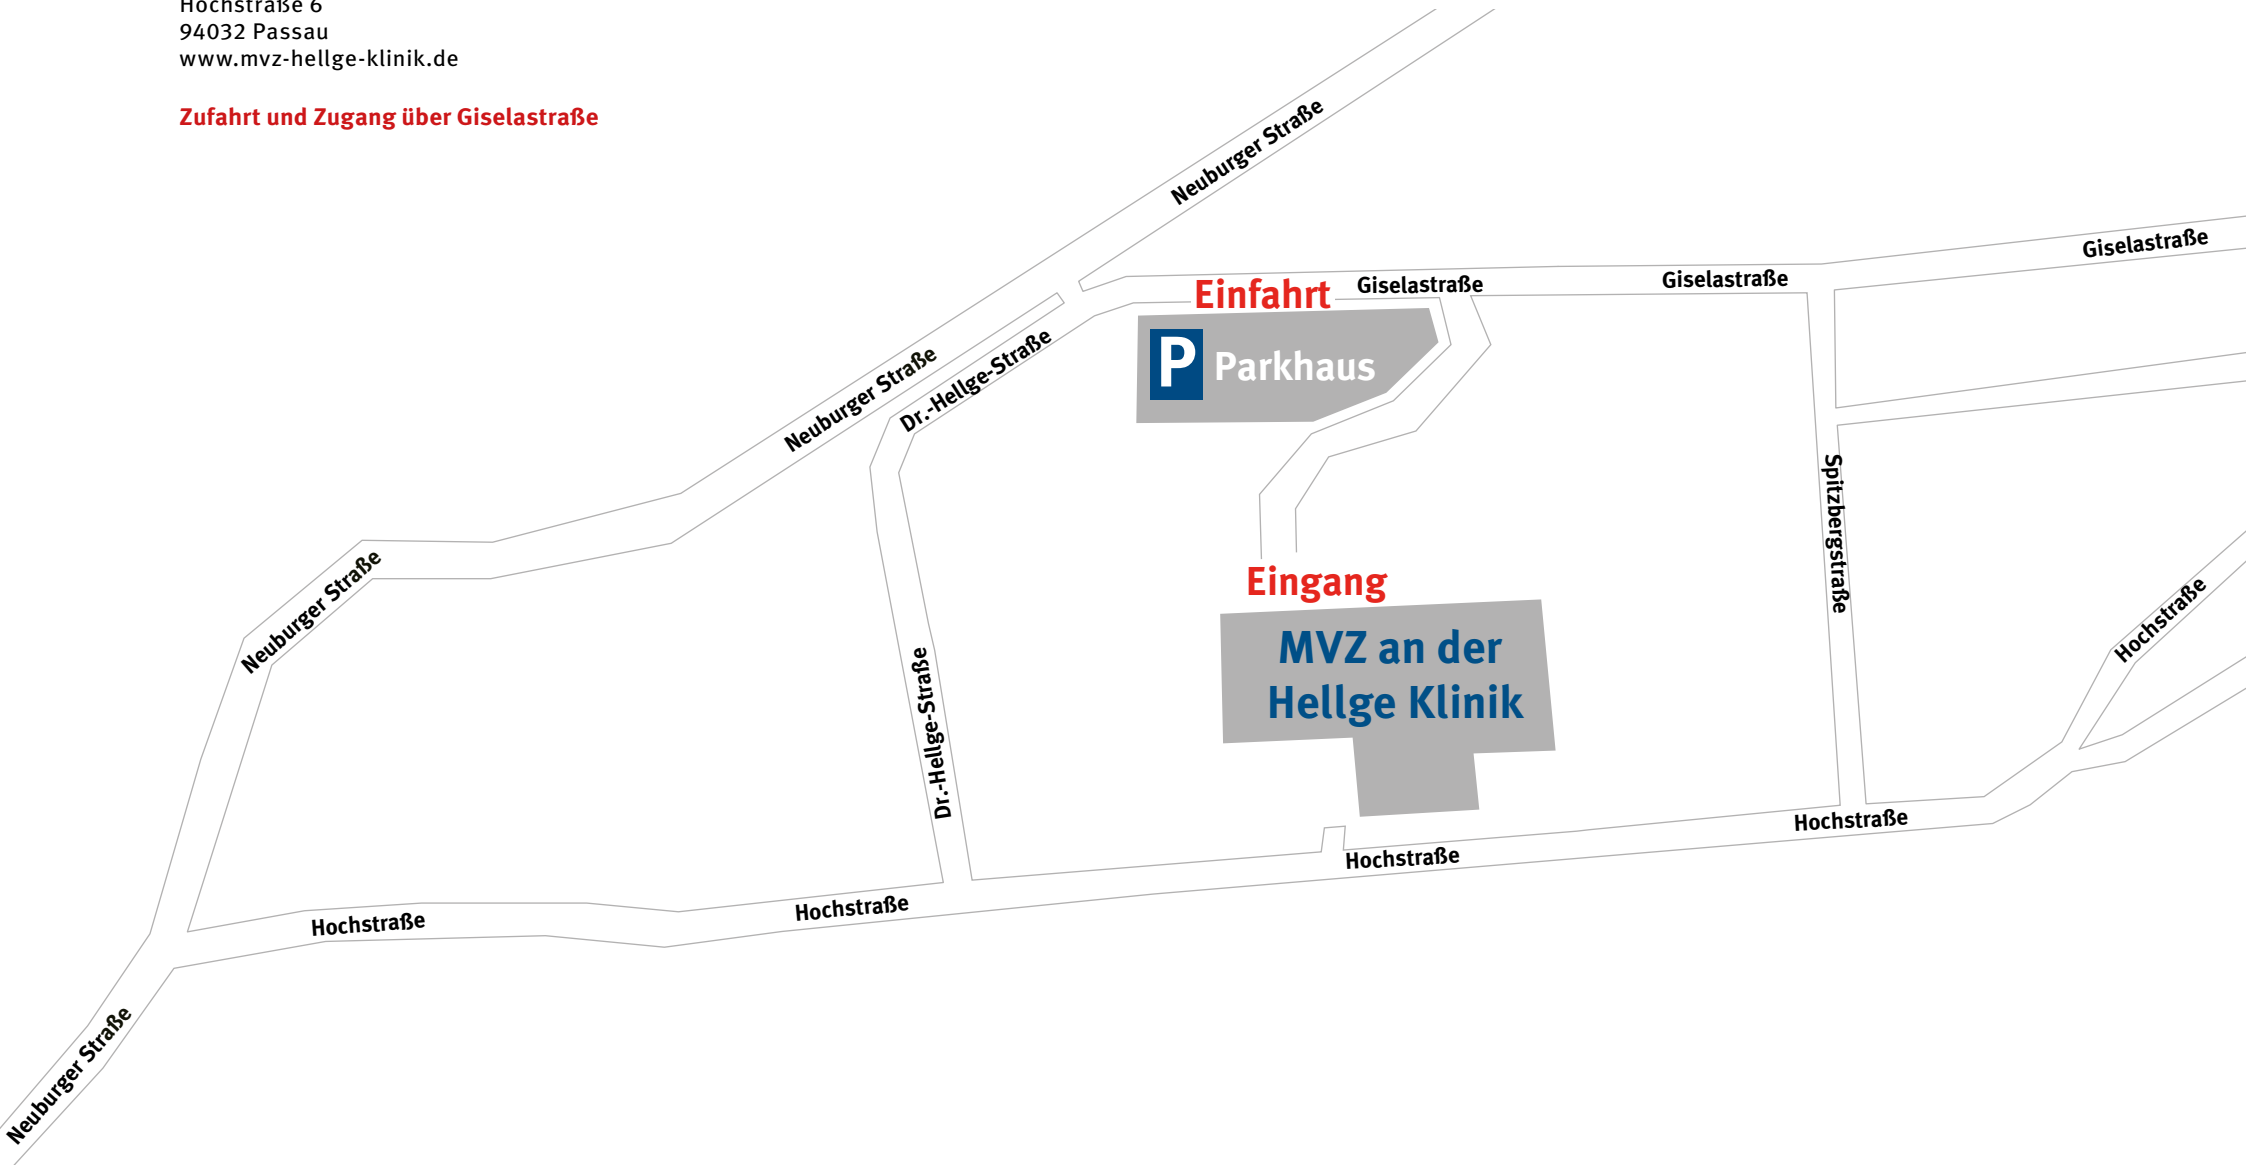 Hochstraße 6
94032 Passau
www.mvz-hellge-klinik.de
Zufahrt und Zugang über Giselastraße
Neuburger Straße
Giselastraße
Giselastraße
Giselastraße
Einfahrt
P Parkhaus
Neuburger Straße
Dr.-Hellge-Straße
Spitzbergstraße
Neuburger Straße
Eingang
Hochstraße
MVZ an der
Hellge Klinik
Dr.-Hellge-Straße
Hochstraße
Hochstraße
Hochstraße
Hochstraße
Neuburger Straße